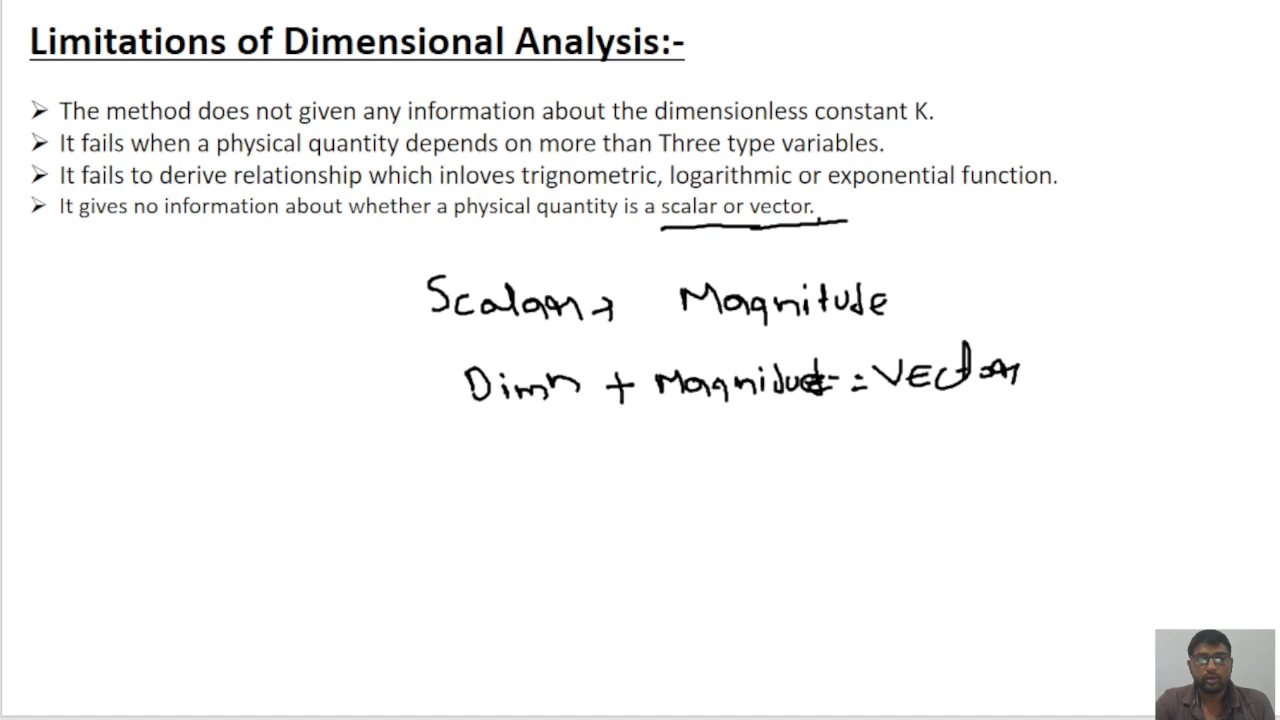 Limitations of Dimensional Analysis:-
➢ The method does not given any information about the dimensionless constant K.
➢ It fails when a physical quantity depends on more than Three type variables.
➢ It fails to derive relationship which inloves trignometric, logarithmic or exponential function.
➢ It gives no information about whether a physical quantity is a scalar or vector.
Scalar → Magnitude
Dirn + Magnitude = VECtor